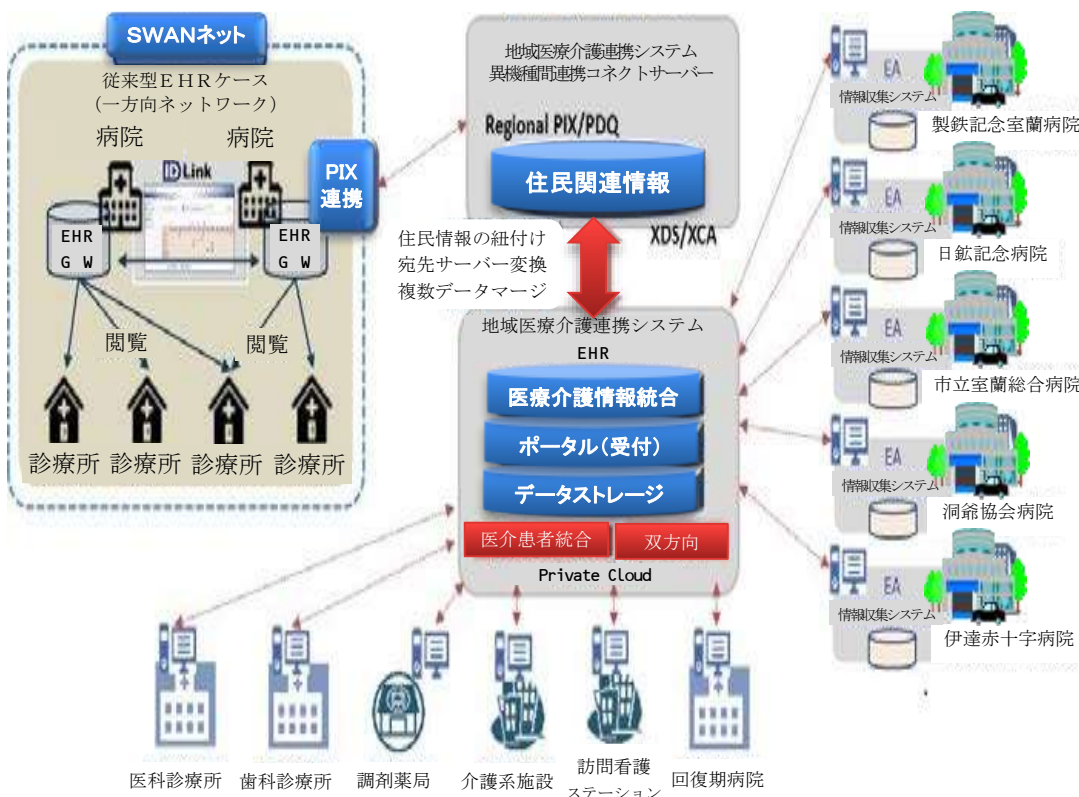 SWANネット
従来型ＥＨＲケース
（一方向ネットワーク）
病院
病院
ID Link
PIX
連携
EHR
G W
EHR
G W
閲覧
閲覧
診療所
診療所
診療所
診療所
地域医療介護連携システム
異機種間連携コネクトサーバー
Regional PIX/PDQ
住民関連情報
XDS/XCA
住民情報の紐付け
宛先サーバー変換
複数データマージ
地域医療介護連携システム
EHR
医療介護情報統合
ポータル（受付）
データストレージ
医介患者統合
双方向
Private Cloud
EA
情報収集システム
製鉄記念室蘭病院
EA
情報収集システム
日鉱記念病院
EA
情報収集システム
市立室蘭総合病院
EA
情報収集システム
洞爺協会病院
EA
情報収集システム
伊達赤十字病院
医科診療所
歯科診療所
調剤薬局
介護系施設
訪問看護
ステーション
回復期病院